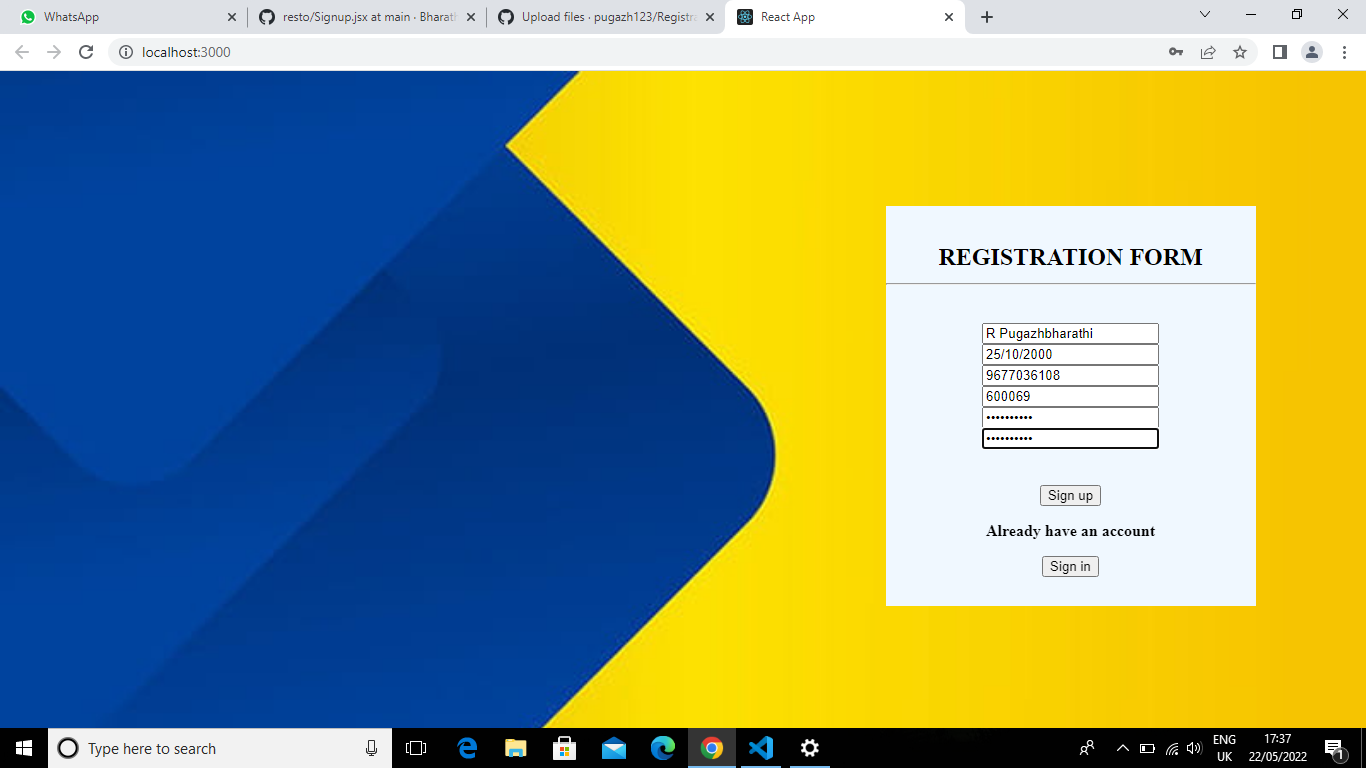 WhatsApp
resto/Signup.jsx at main · Bharath
Upload files · pugazh123/Registra
React App
localhost:3000
REGISTRATION FORM
R Pugazhbharathi
25/10/2000
9677036108
600069
••••••••••
••••••••••
Sign up
Already have an account
Sign in
Type here to search
ENG
UK
17:37
22/05/2022
1